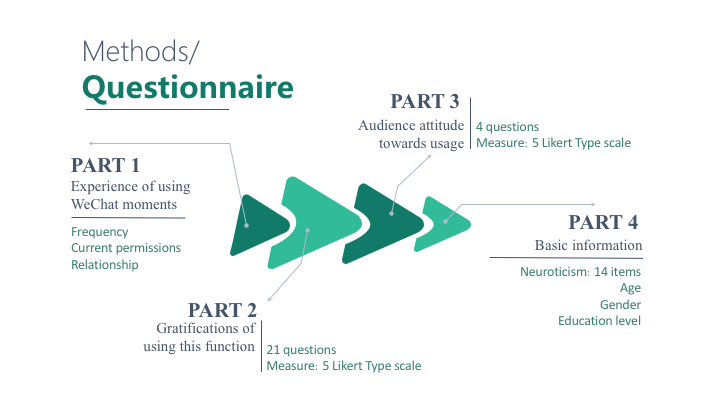 Methods/
Questionnaire
PART 1
Experience of using
WeChat moments
Frequency
Current permissions
Relationship
PART 2
Gratifications of
using this function
21 questions
Measure: 5 Likert Type scale
PART 3
Audience attitude
towards usage
4 questions
Measure: 5 Likert Type scale
PART 4
Basic information
Neuroticism: 14 items
Age
Gender
Education level